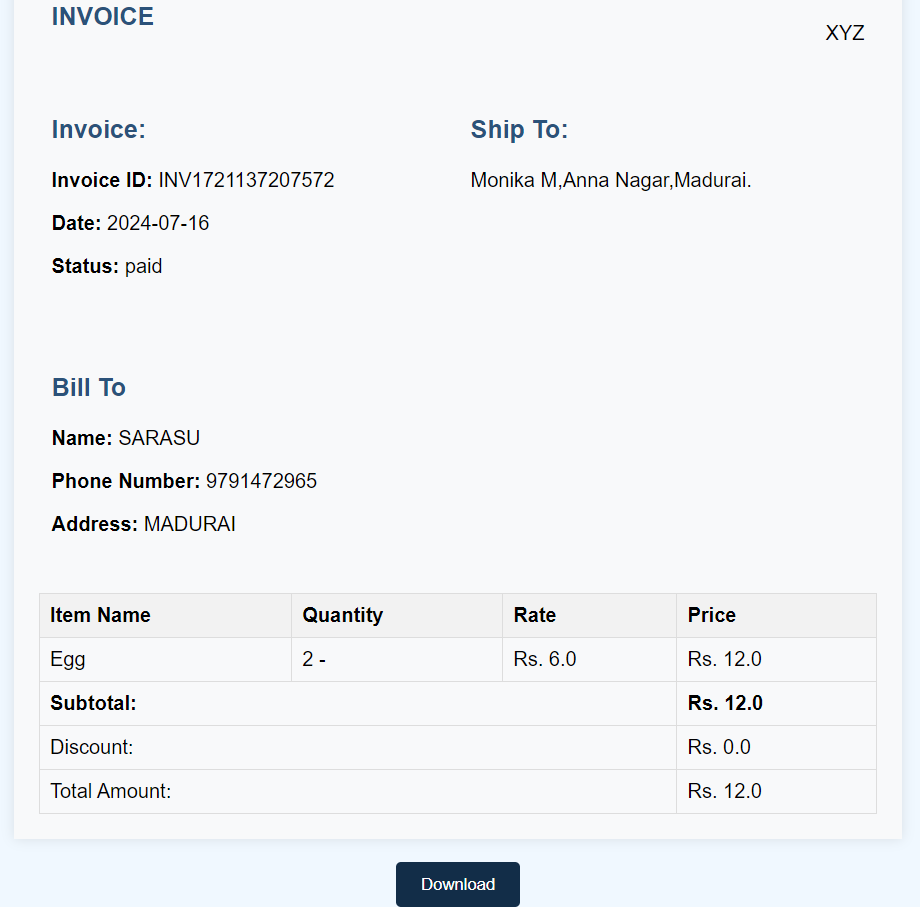 INVOICE
XYZ
Invoice:
Invoice ID: INV1721137207572
Date: 2024-07-16
Status: paid
Ship To:
Monika M,Anna Nagar,Madurai.
Bill To
Name: SARASU
Phone Number: 9791472965
Address: MADURAI
Item Name Quantity Rate Price
Egg 2 - Rs. 6.0 Rs. 12.0
Subtotal: Rs. 12.0
Discount: Rs. 0.0
Total Amount: Rs. 12.0
Download